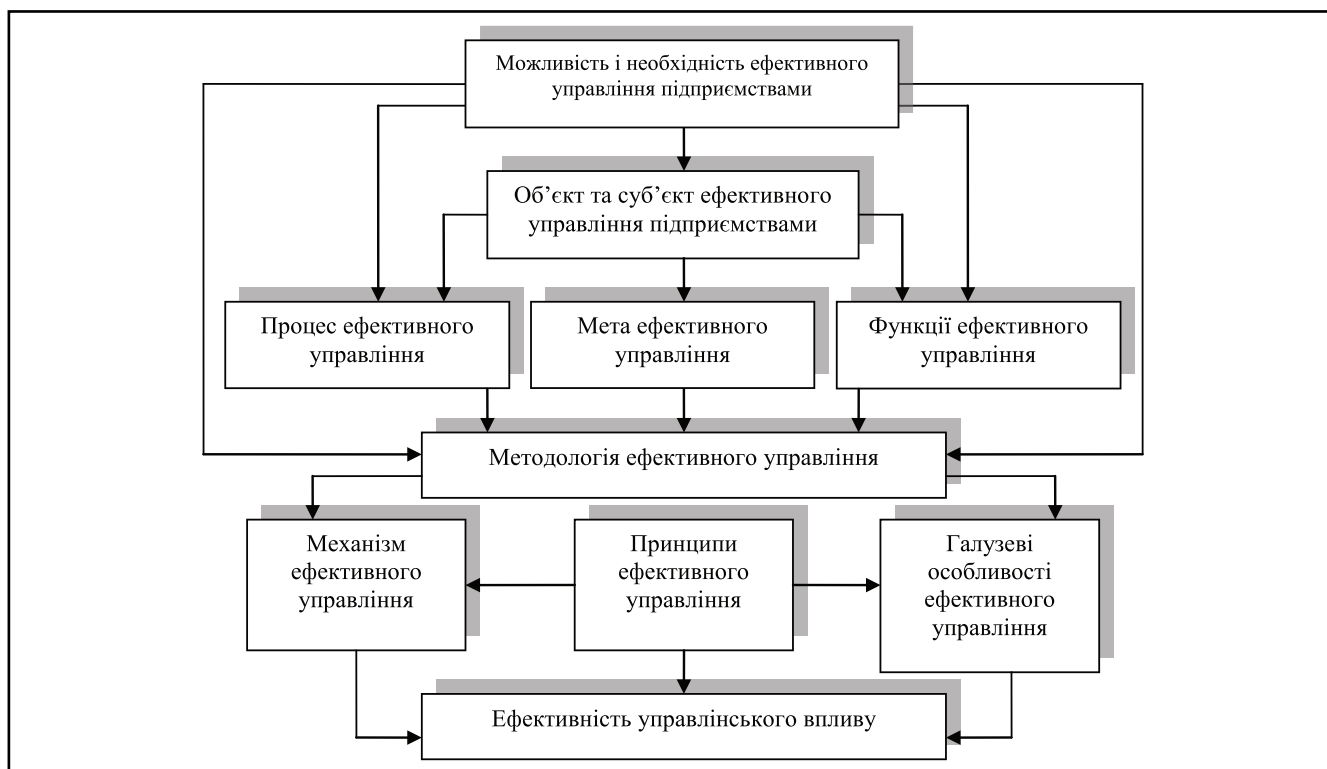 Можливість і необхідність ефективного
управління підприємствами
Об’єкт та суб’єкт ефективного
управління підприємствами
Процес ефективного
управління
Мета ефективного
управління
Функції ефективного
управління
Методологія ефективного управління
Механізм
ефективного
управління
Принципи
ефективного
управління
Галузеві
особливості
ефективного
управління
Ефективність управлінського впливу